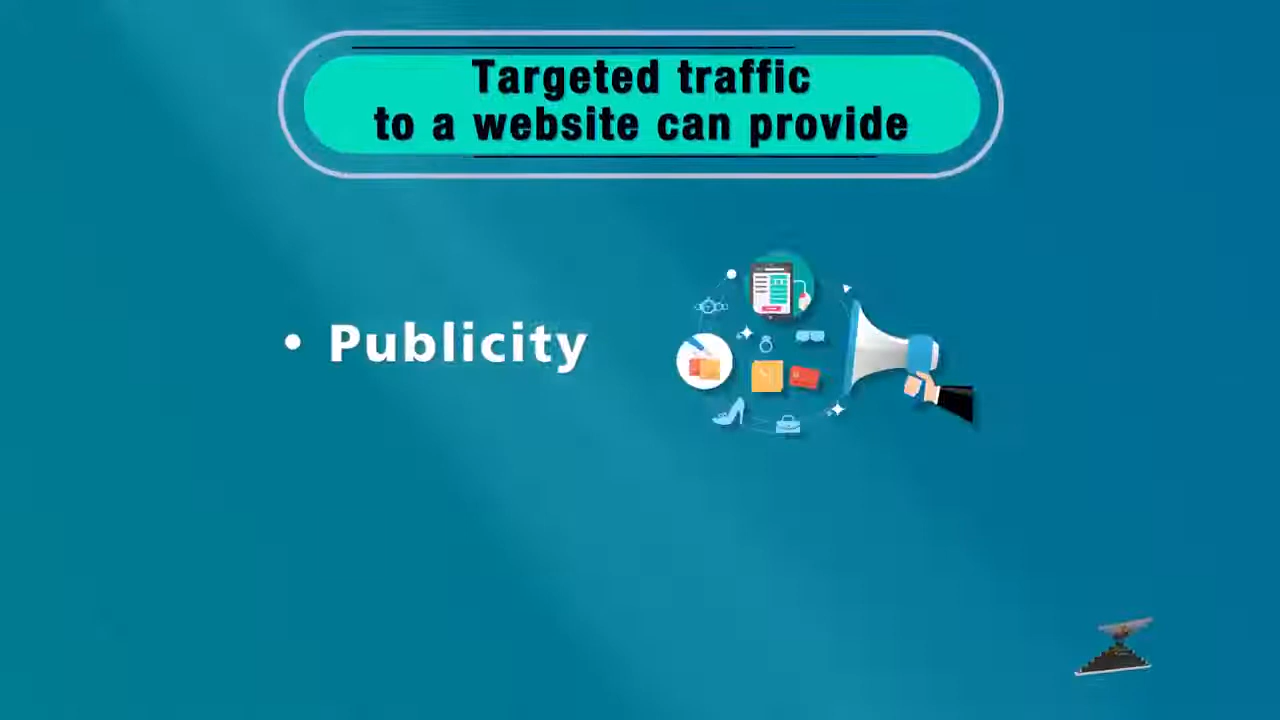 Targeted traffic
to a website can provide
• Publicity